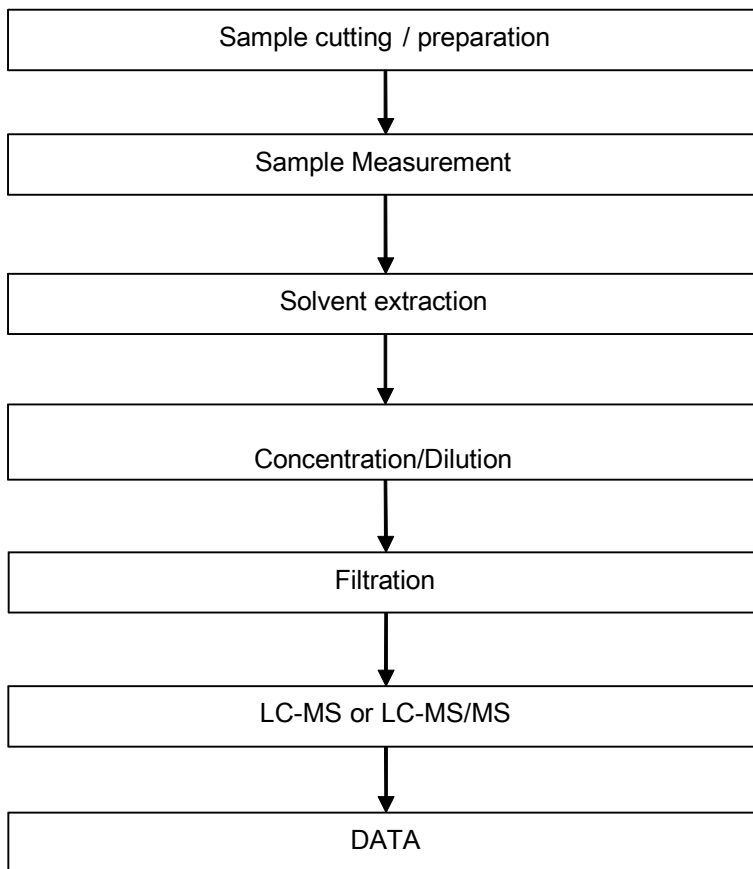 Sample cutting / preparation
Sample Measurement
Solvent extraction
Concentration/Dilution
Filtration
LC-MS or LC-MS/MS
DATA